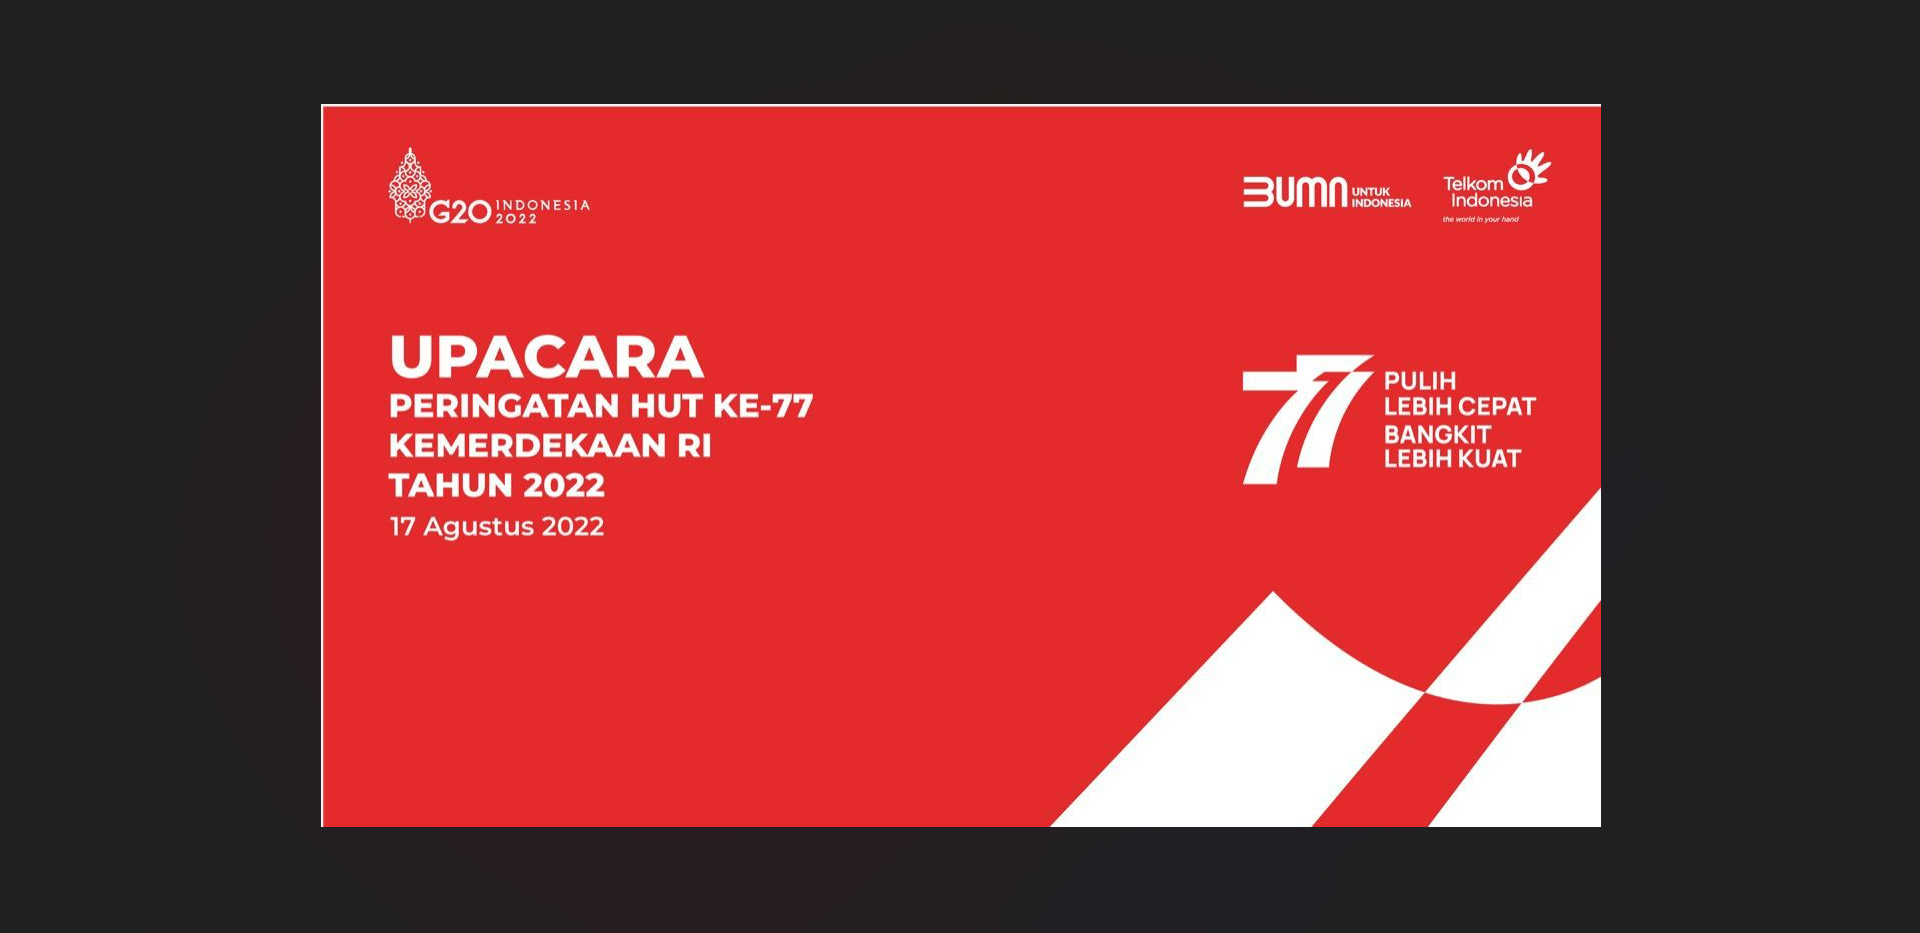 G20 INDONESIA
2022
BUMN UNTUK
INDONESIA
Telkom
Indonesia
the world in your hand
UPACARA
PERINGATAN HUT KE-77
KEMERDEKAAN RI
TAHUN 2022
17 Agustus 2022
77
PULIH
LEBIH CEPAT
BANGKIT
LEBIH KUAT